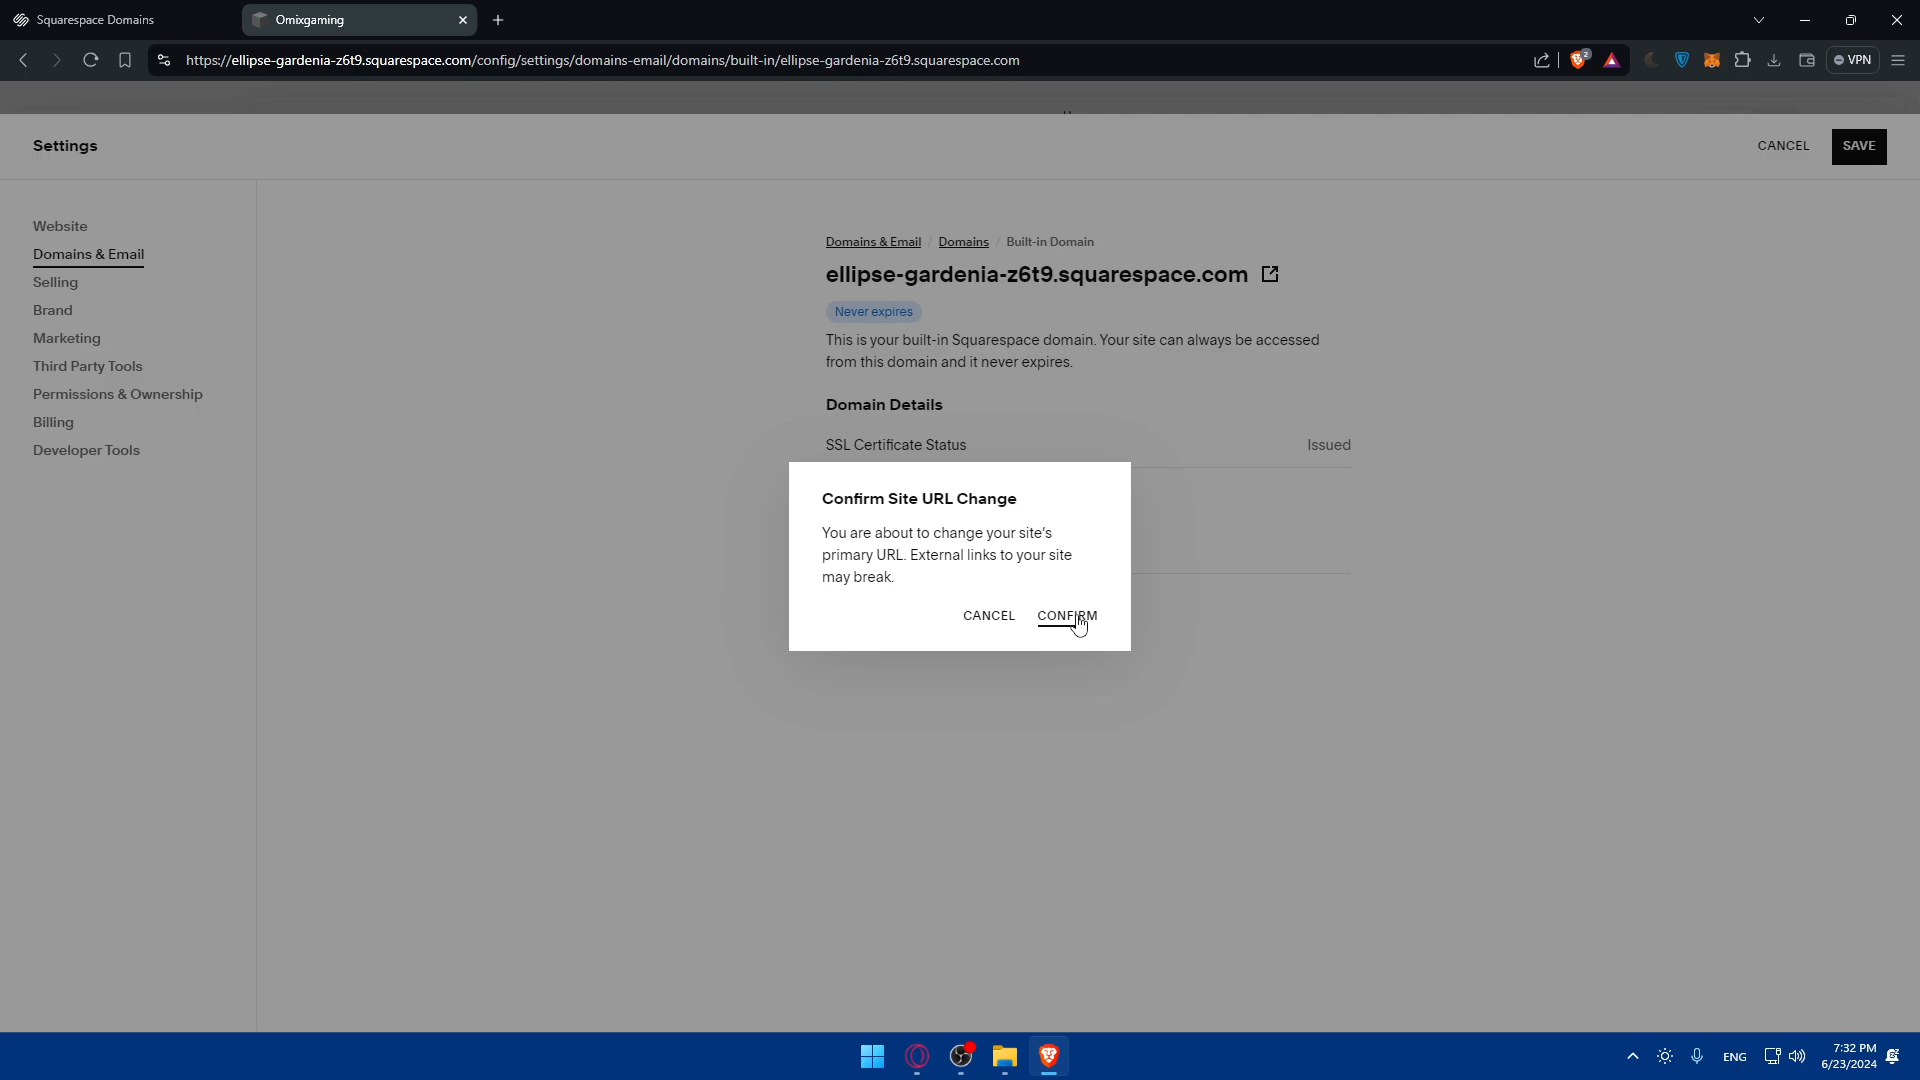 Squarespace Domains
Omixgaming
https://ellipse-gardenia-z6t9.squarespace.com/config/settings/domains-email/domains/built-in/ellipse-gardenia-z6t9.squarespace.com
2
VPN
Settings
CANCEL
SAVE
Website
Domains & Email
Selling
Brand
Marketing
Third Party Tools
Permissions & Ownership
Billing
Developer Tools
Domains & Email / Domains / Built-in Domain
ellipse-gardenia-z6t9.squarespace.com
Never expires
This is your built-in Squarespace domain. Your site can always be accessed
from this domain and it never expires.
Domain Details
SSL Certificate Status
Issued
Confirm Site URL Change
You are about to change your site's
primary URL. External links to your site
may break.
CANCEL
CONFIRM
ENG
7:32 PM
6/23/2024